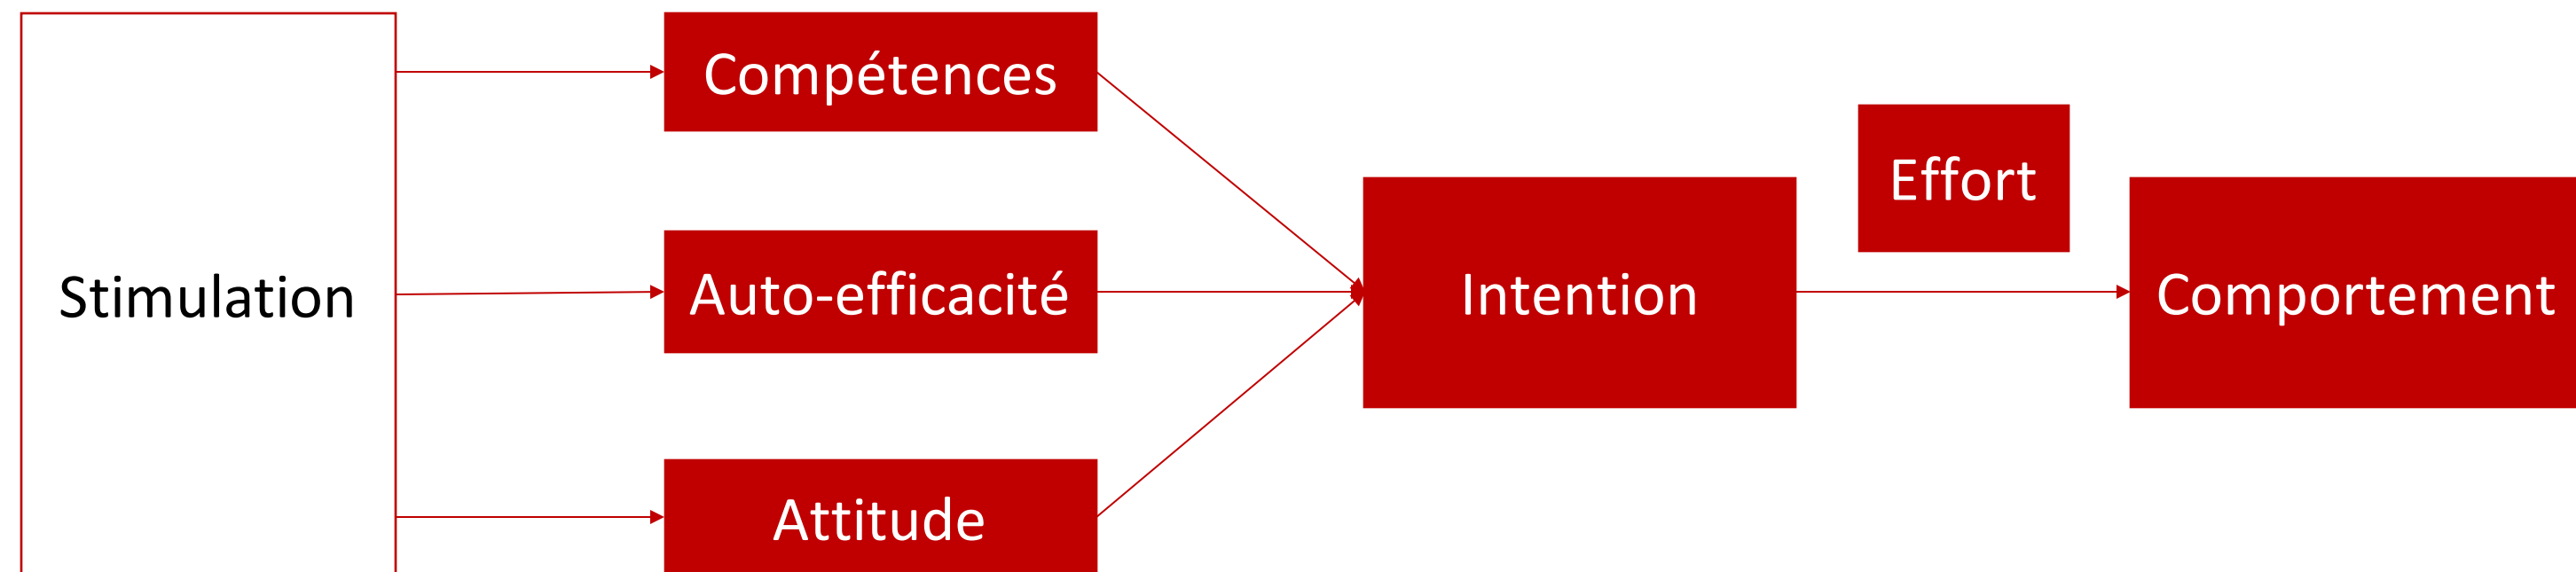 Stimulation
Compétences
Auto-efficacité
Attitude
Intention
Effort
Comportement